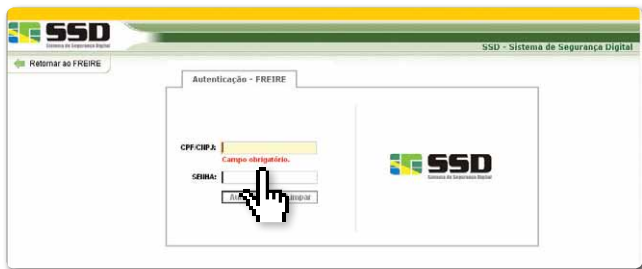 SSD
Sistema de Segurança Digital
SSD - Sistema de Segurança Digital
Retornar ao FREIRE
Autenticação - FREIRE
CPF/CNPJ:
Campo obrigatório.
SENHA:
SSD
Sistema de Segurança Digital